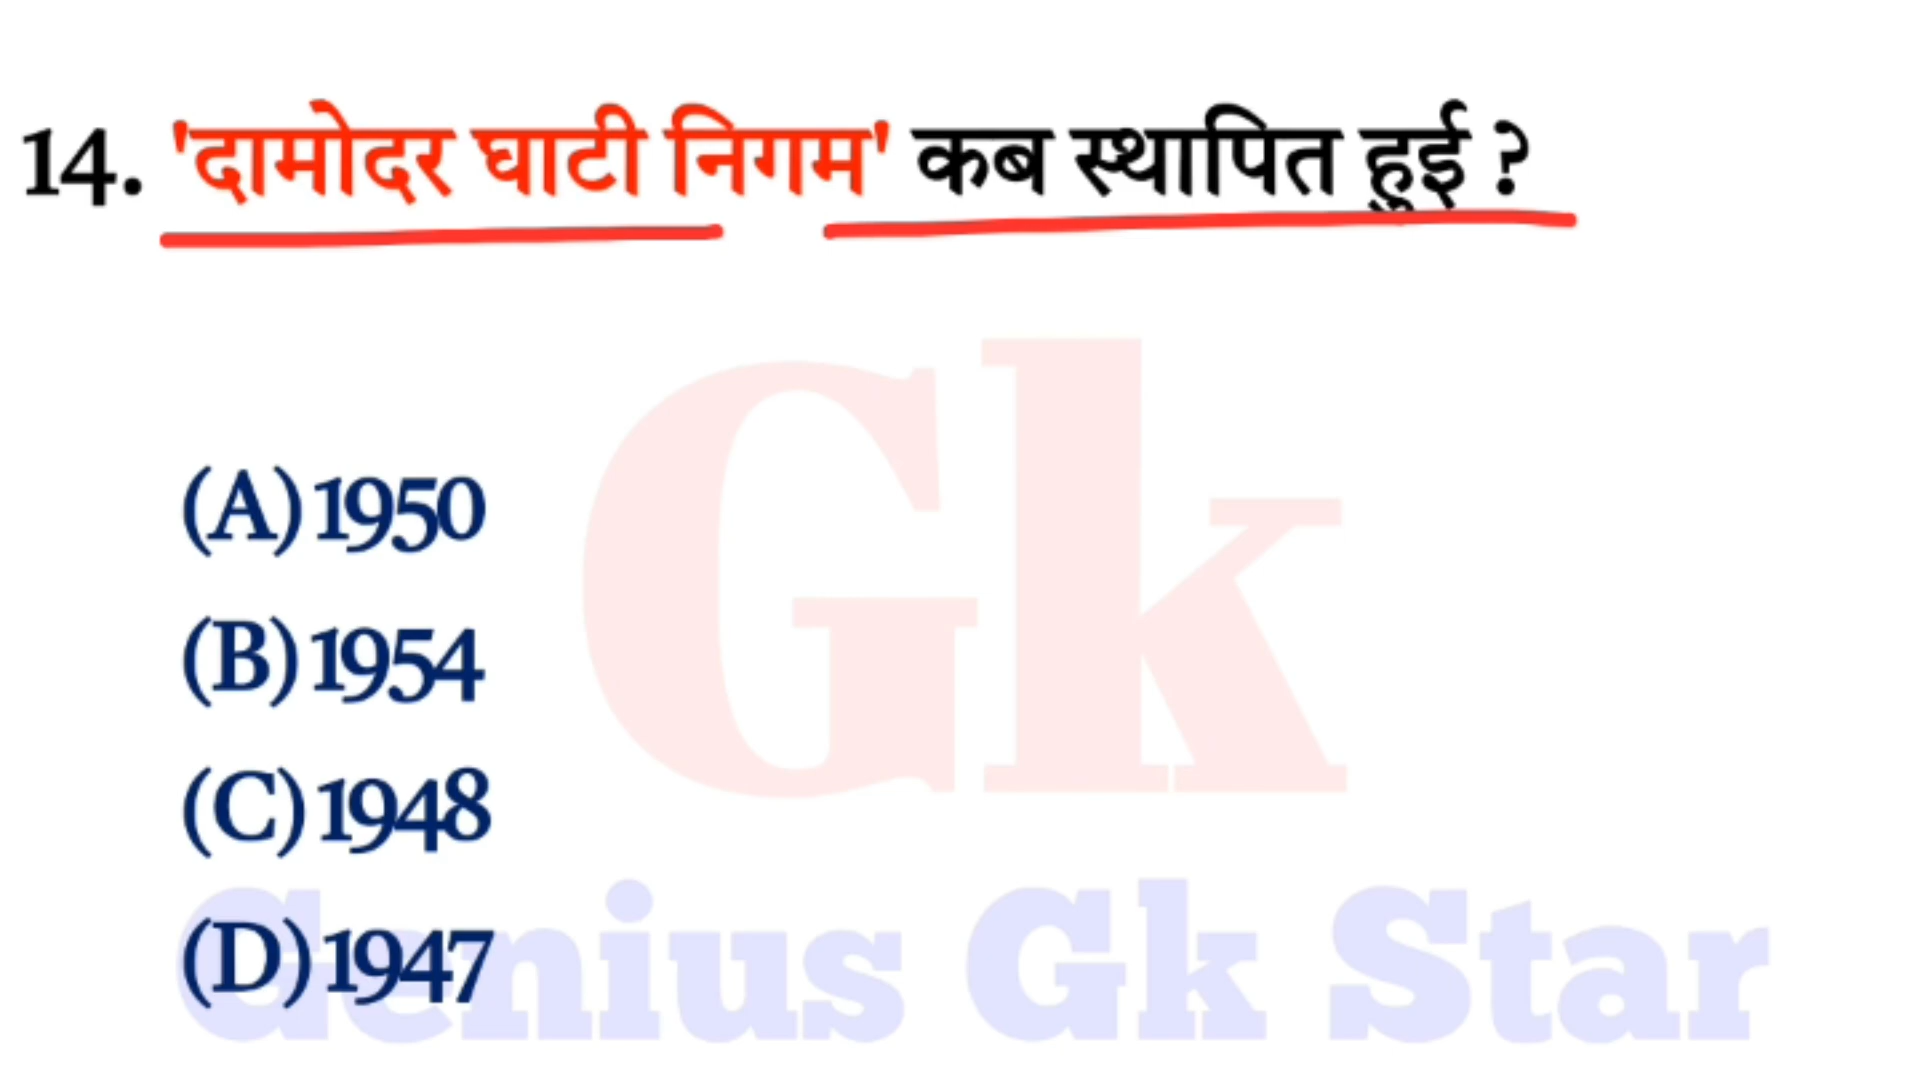 14. 'दामोदर घाटी निगम' कब स्थापित हुई ?
Gk
(A) 1950
(B) 1954
(C) 1948
(D) 1947
Genius Gk Star